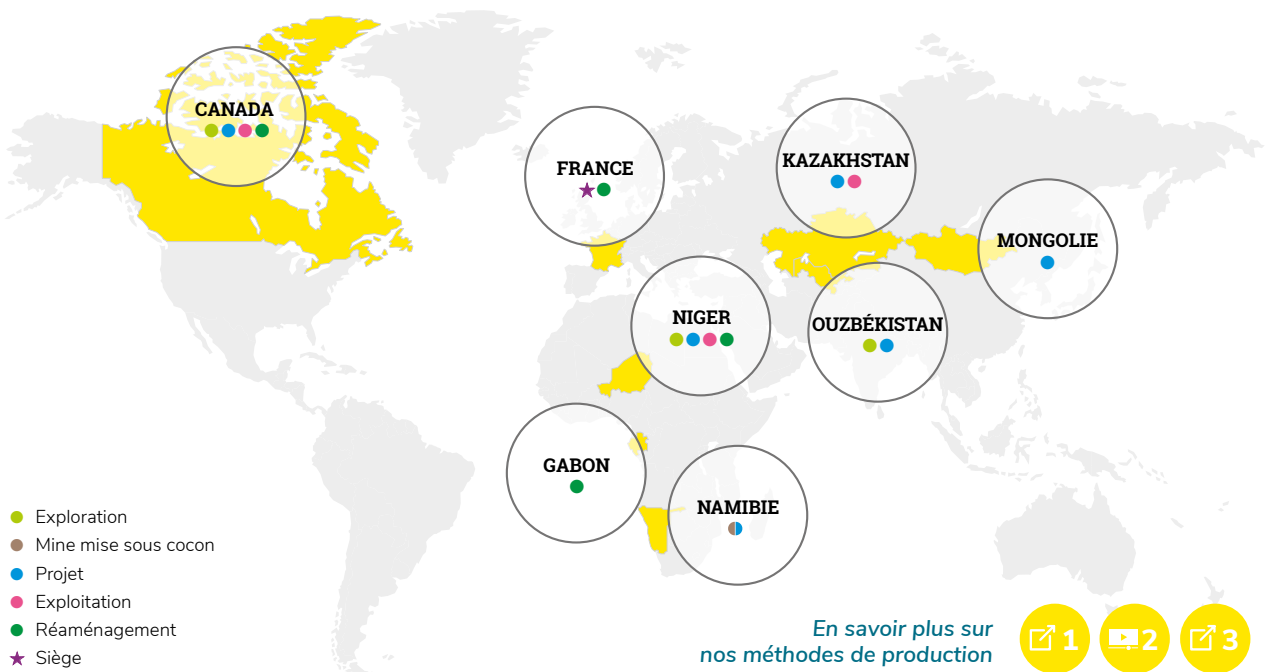 CANADA
FRANCE
KAZAKHSTAN
MONGOLIE
NIGER
OUZBÉKISTAN
GABON
NAMIBIE
Exploration
Mine mise sous cocon
Projet
Exploitation
Réaménagement
Siège
En savoir plus sur
nos méthodes de production
1
2
3